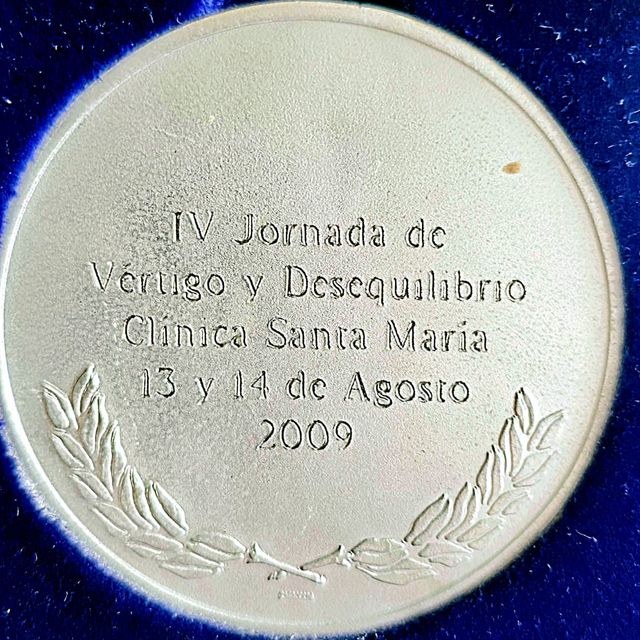 IV Jornada de
Vértigo y Desequilibrio
Clínica Santa María
13 y 14 de Agosto
2009